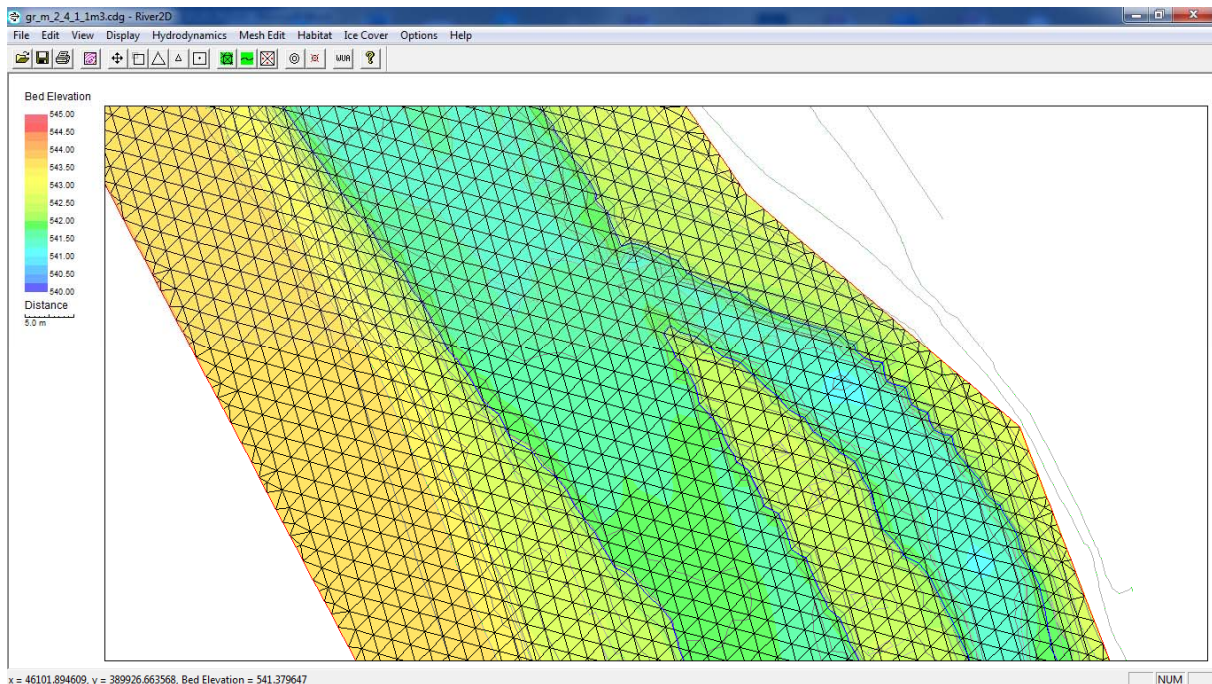 gr_m_2_4_1_1m3.cdg - River2D
File Edit View Display Hydrodynamics Mesh Edit Habitat Ice Cover Options Help
WUA ?
Bed Elevation
545.00
544.50
544.00
543.50
543.00
542.50
542.00
541.50
541.00
540.50
540.00
Distance
5.0 m
x = 46101.894609, y = 389926.663568, Bed Elevation = 541.379647
NUM